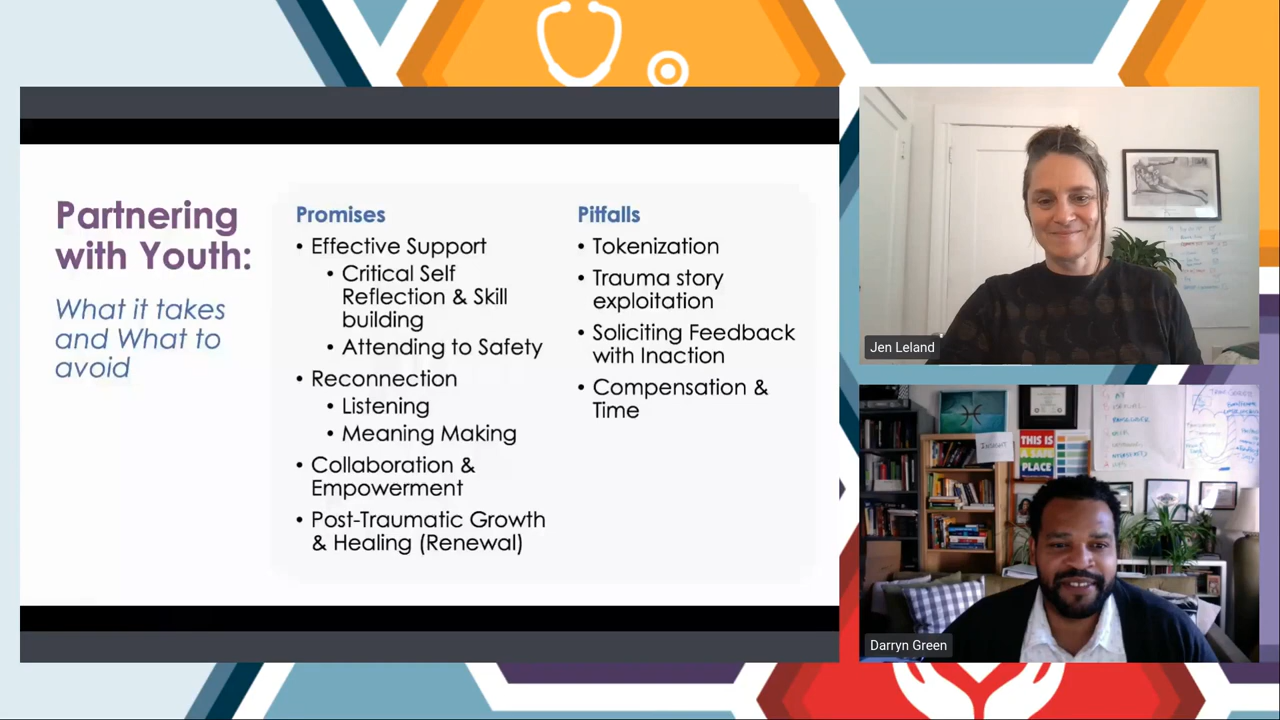 Partnering
with Youth:
What it takes
and What to
avoid
Promises
• Effective Support
• Critical Self
Reflection & Skill
building
• Attending to Safety
• Reconnection
• Listening
• Meaning Making
• Collaboration &
Empowerment
• Post-Traumatic Growth
& Healing (Renewal)
Pitfalls
• Tokenization
• Trauma story
exploitation
• Soliciting Feedback
with Inaction
• Compensation &
Time
Jen Leland
INSIGHT
THIS IS
A SAFE
PLACE
Darryn Green